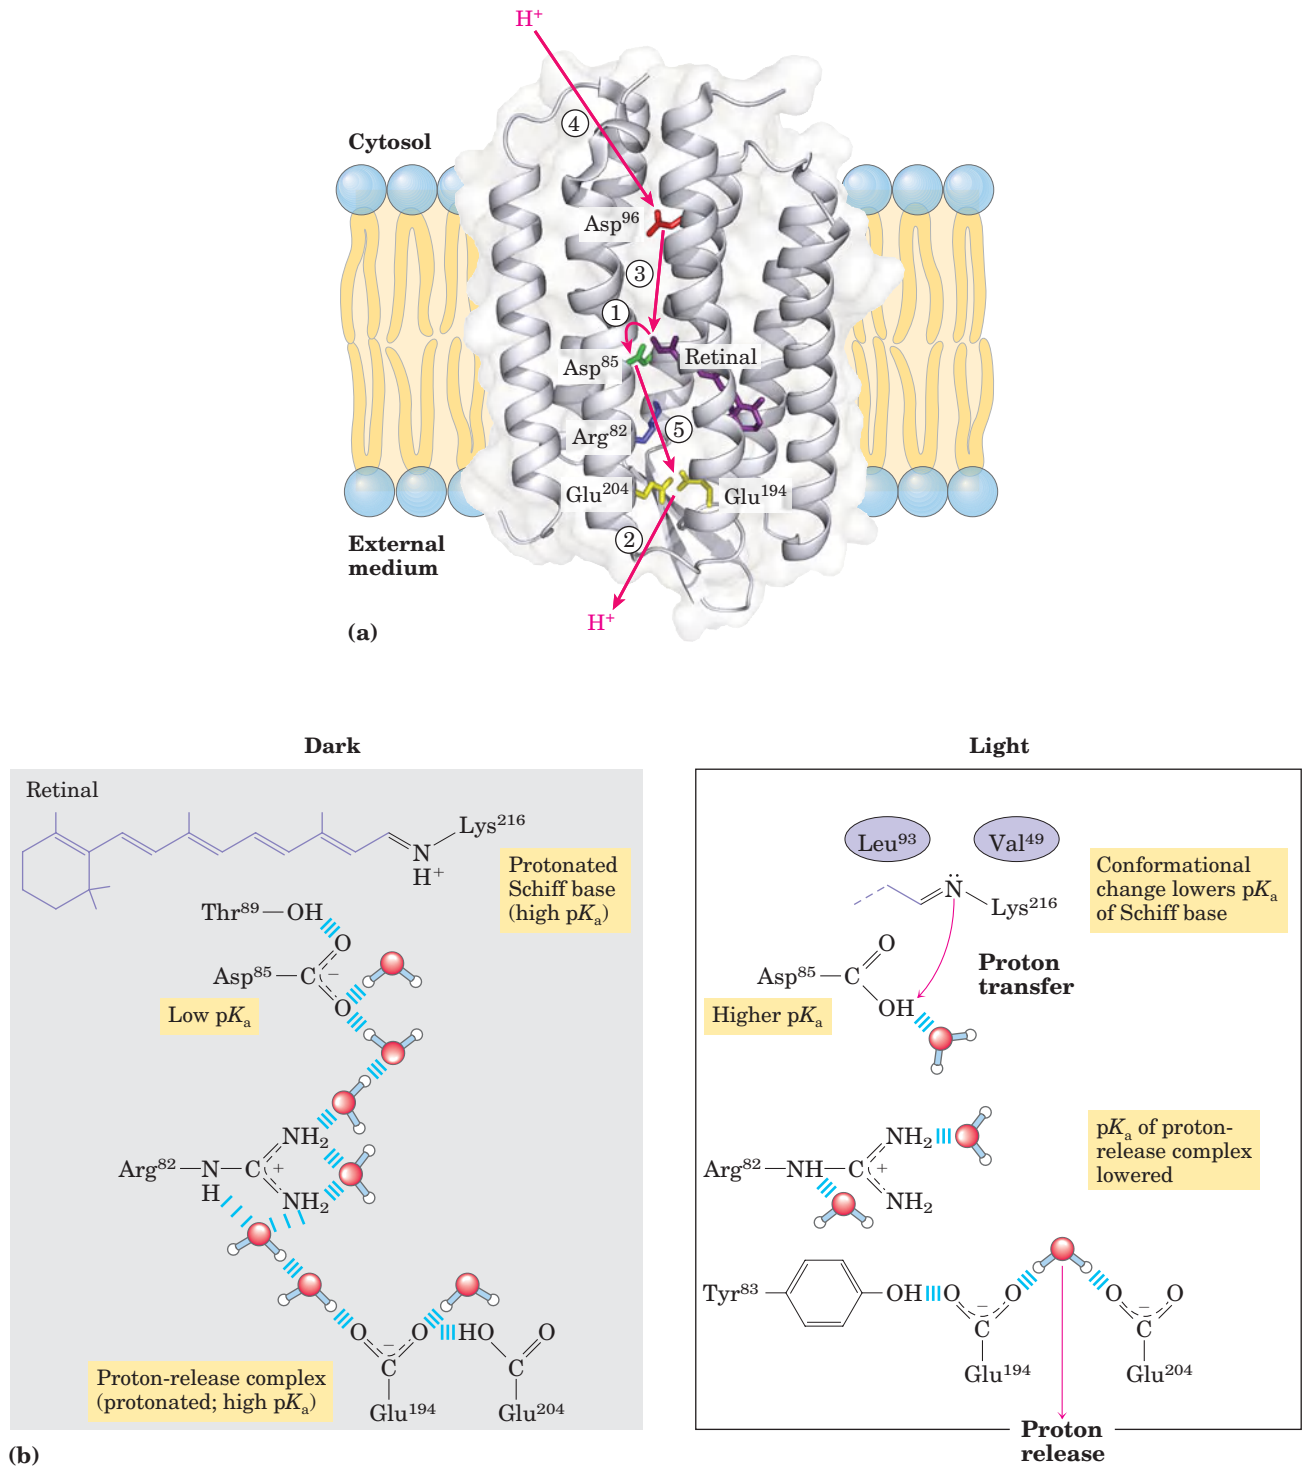 H⁺
④
Cytosol
Asp⁹⁶
③
①
Asp⁸⁵
Retinal
Arg⁸²
⑤
Glu²⁰⁴
Glu¹⁹⁴
②
External
medium
H⁺
(a)
Dark
Retinal
Lys²¹⁶
N
H⁺
Protonated
Schiff base
(high pKₐ)
Thr⁸⁹—OH
O
Asp⁸⁵—C
−
O
Low pKₐ
NH₂
Arg⁸²—N—C
+
H
NH₂
O
O
HO
O
−
C
C
Proton-release complex
(protonated; high pKₐ)
Glu¹⁹⁴
Glu²⁰⁴
(b)
Light
Leu⁹³
Val⁴⁹
Conformational
change lowers pKₐ
of Schiff base
N̈
Lys²¹⁶
O
Asp⁸⁵—C
Proton
transfer
OH
Higher pKₐ
NH₂
Arg⁸²—NH—C
+
NH₂
pKₐ of proton-
release complex
lowered
Tyr⁸³
OH
O
O
O
O
−
−
C
C
Glu¹⁹⁴
Glu²⁰⁴
Proton
release